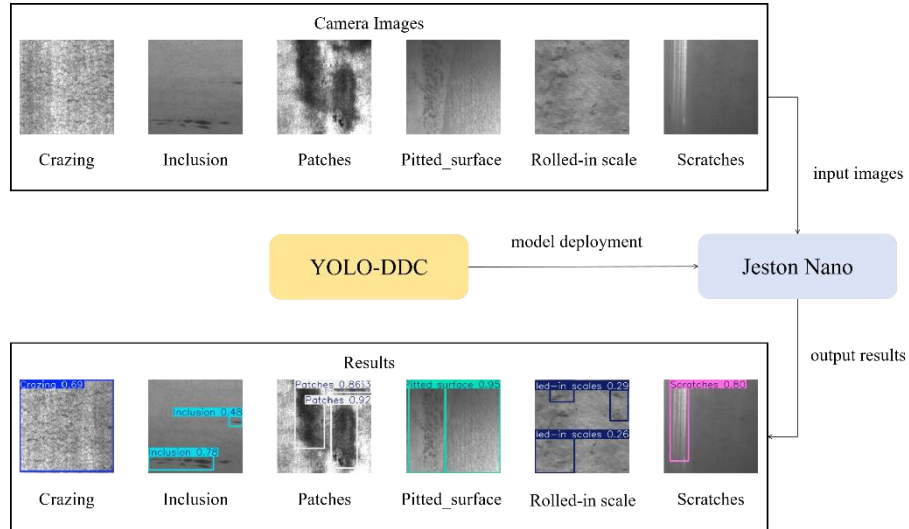 Camera Images
Crazing Inclusion Patches Pitted_surface Rolled-in scale Scratches
input images
model deployment
YOLO-DDC
Jeston Nano
output results
Results
Crazing 0.69
Patches 0.86
Pitted_surface 0.95
led-in scales 0.29
Scratches 0.80
Patches 0.92
Inclusion 0.48
led-in scales 0.26
Inclusion 0.78
Crazing Inclusion Patches Pitted_surface Rolled-in scale Scratches